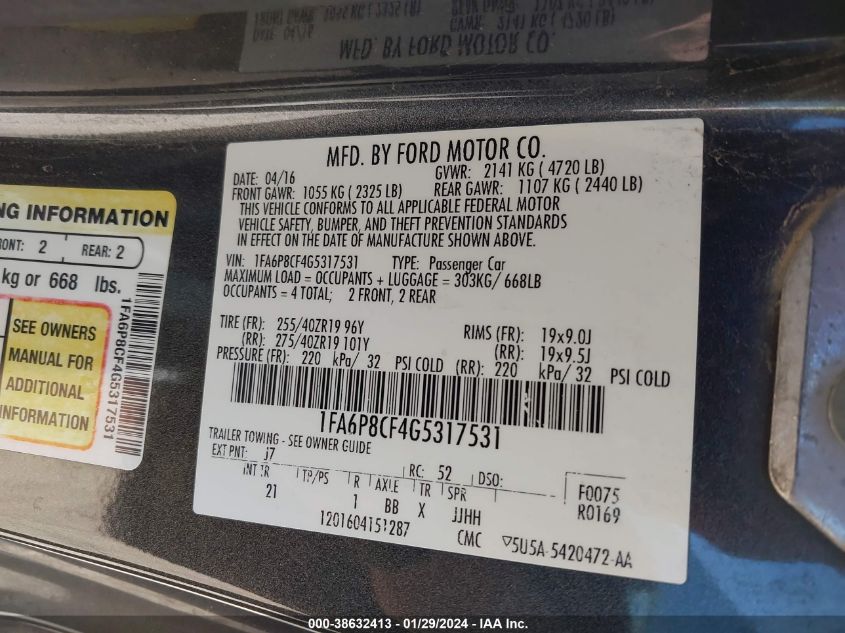 MFD. BY FORD MOTOR CO.
DATE: 04/16 GVWR: 2141 KG ( 4720 LB)
FRONT GAWR: 1055 KG ( 2325 LB) REAR GAWR: 1107 KG ( 2440 LB)
THIS VEHICLE CONFORMS TO ALL APPLICABLE FEDERAL MOTOR
VEHICLE SAFETY, BUMPER, AND THEFT PREVENTION STANDARDS
IN EFFECT ON THE DATE OF MANUFACTURE SHOWN ABOVE.
VIN: 1FA6P8CF4G5317531 TYPE: Passenger Car
MAXIMUM LOAD = OCCUPANTS + LUGGAGE = 303KG/ 668LB
OCCUPANTS = 4 TOTAL; 2 FRONT, 2 REAR
TIRE (FR): 255/40ZR19 96Y RIMS (FR): 19x9.0J
(RR): 275/40ZR19 101Y (RR): 19x9.5J
PRESSURE (FR): 220 kPa/ 32 PSI COLD (RR): 220 kPa/ 32 PSI COLD
1FA6P8CF4G5317531
TRAILER TOWING - SEE OWNER GUIDE
EXT PNT: j7 RC: 52 DSO: F0075
INT TR TP/PS R AXLE TR SPR R0169
21 1 BB X JJHH
1201604151287 CMC ▽5U5A-5420472-AA
NG INFORMATION
RONT: 2 REAR: 2
kg or 668 lbs.
SEE OWNERS
MANUAL FOR
ADDITIONAL
INFORMATION
1FA6P8CF4G5317531
000-38632413 - 01/29/2024 - IAA Inc.